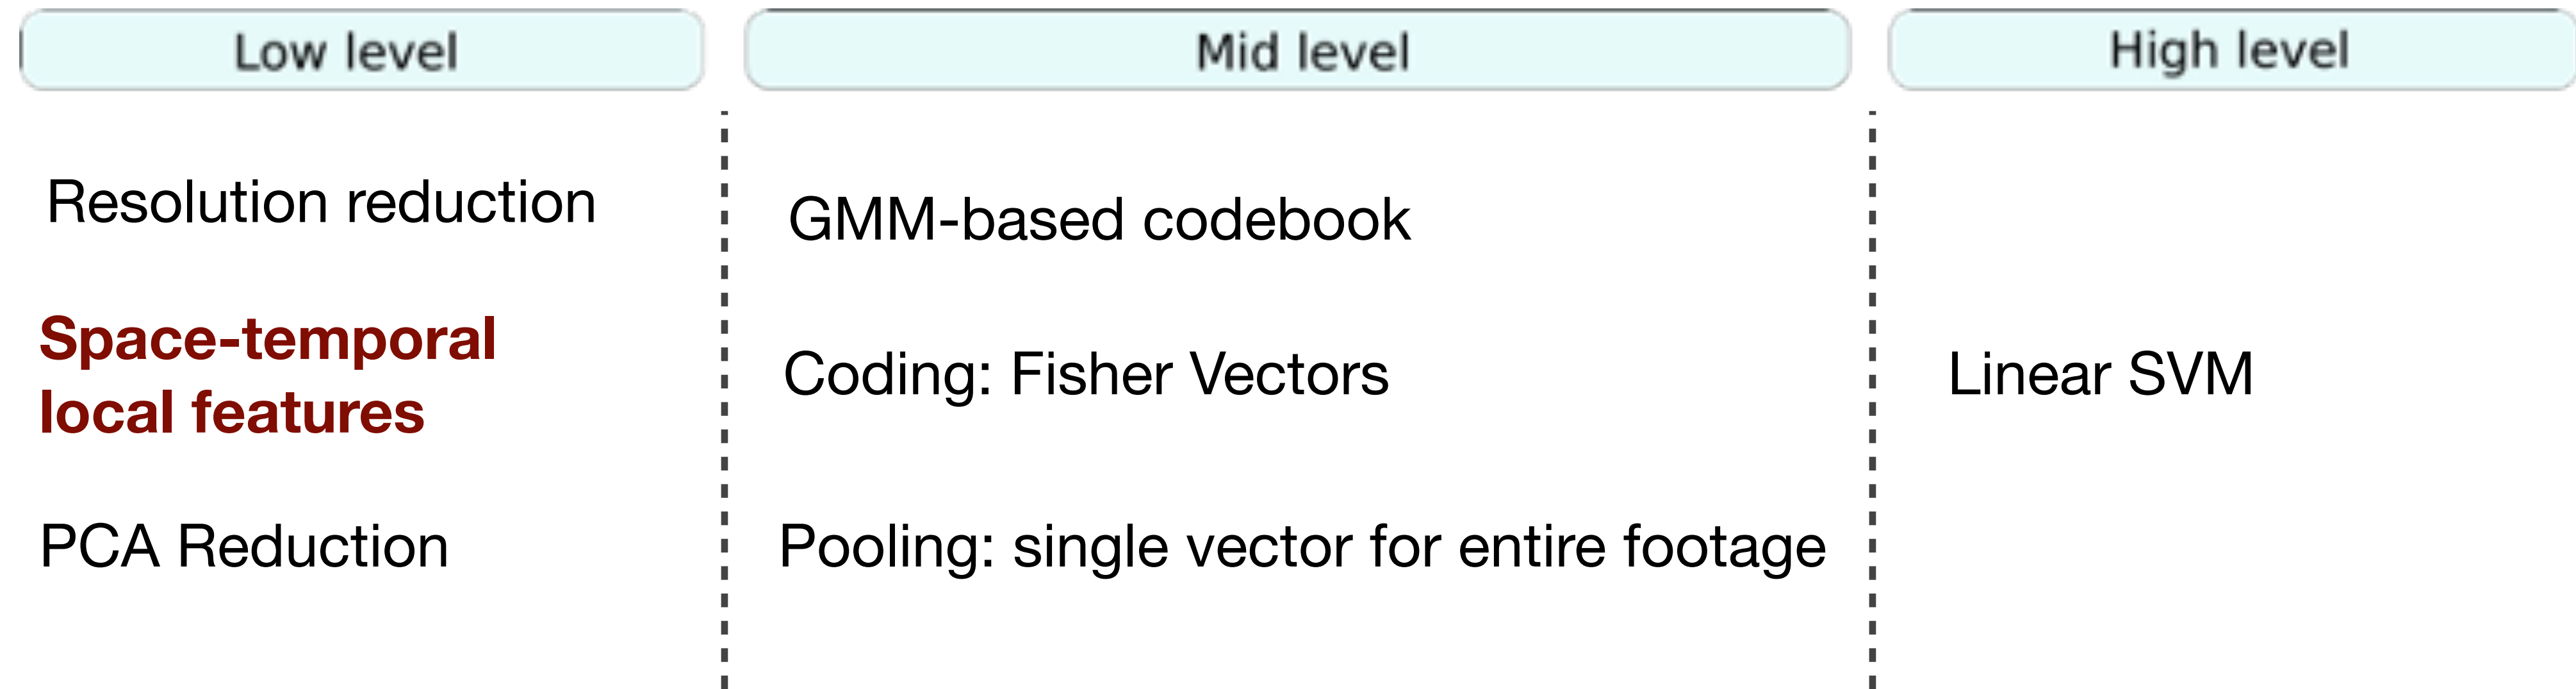 Low level
Mid level
High level
Resolution reduction
Space-temporal
local features
PCA Reduction
GMM-based codebook
Coding: Fisher Vectors
Pooling: single vector for entire footage
Linear SVM